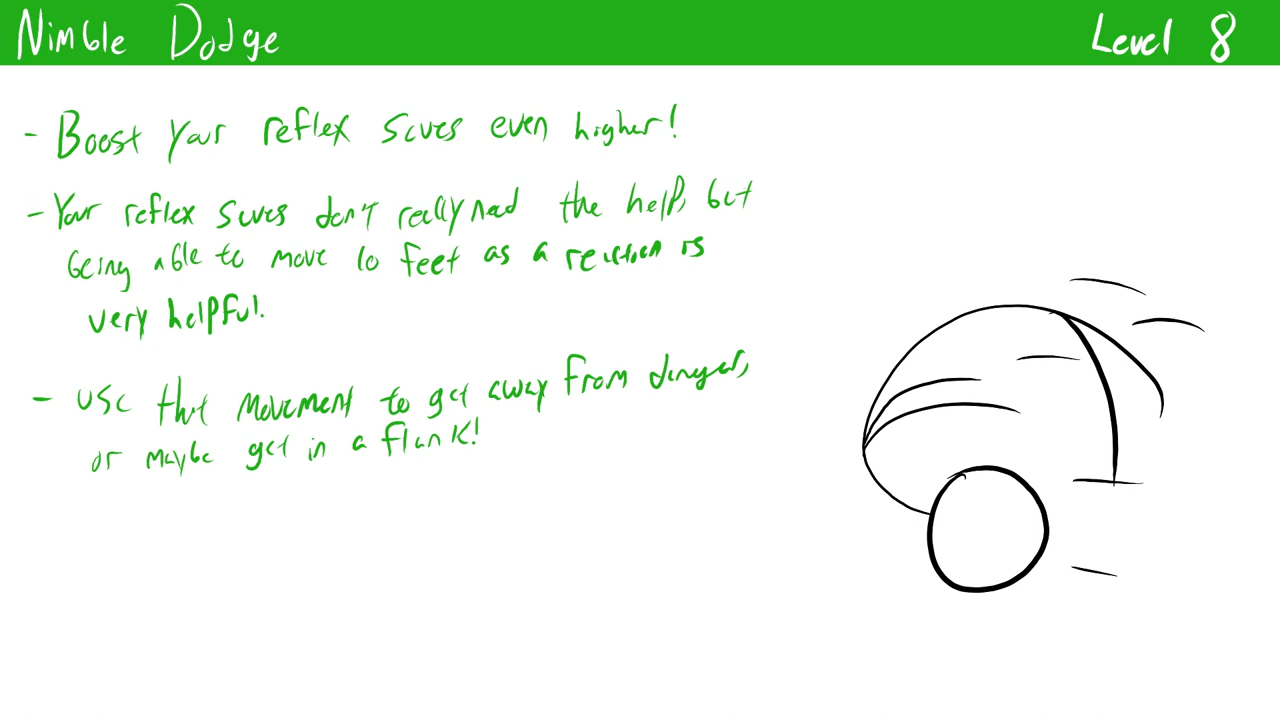 Nimble Dodge
Level 8
- Boost your reflex saves even higher!
- Your reflex saves don't really need the help, but
being able to move 10 feet as a reaction is
very helpful.
- use that movement to get away from danger,
or maybe get in a flank!